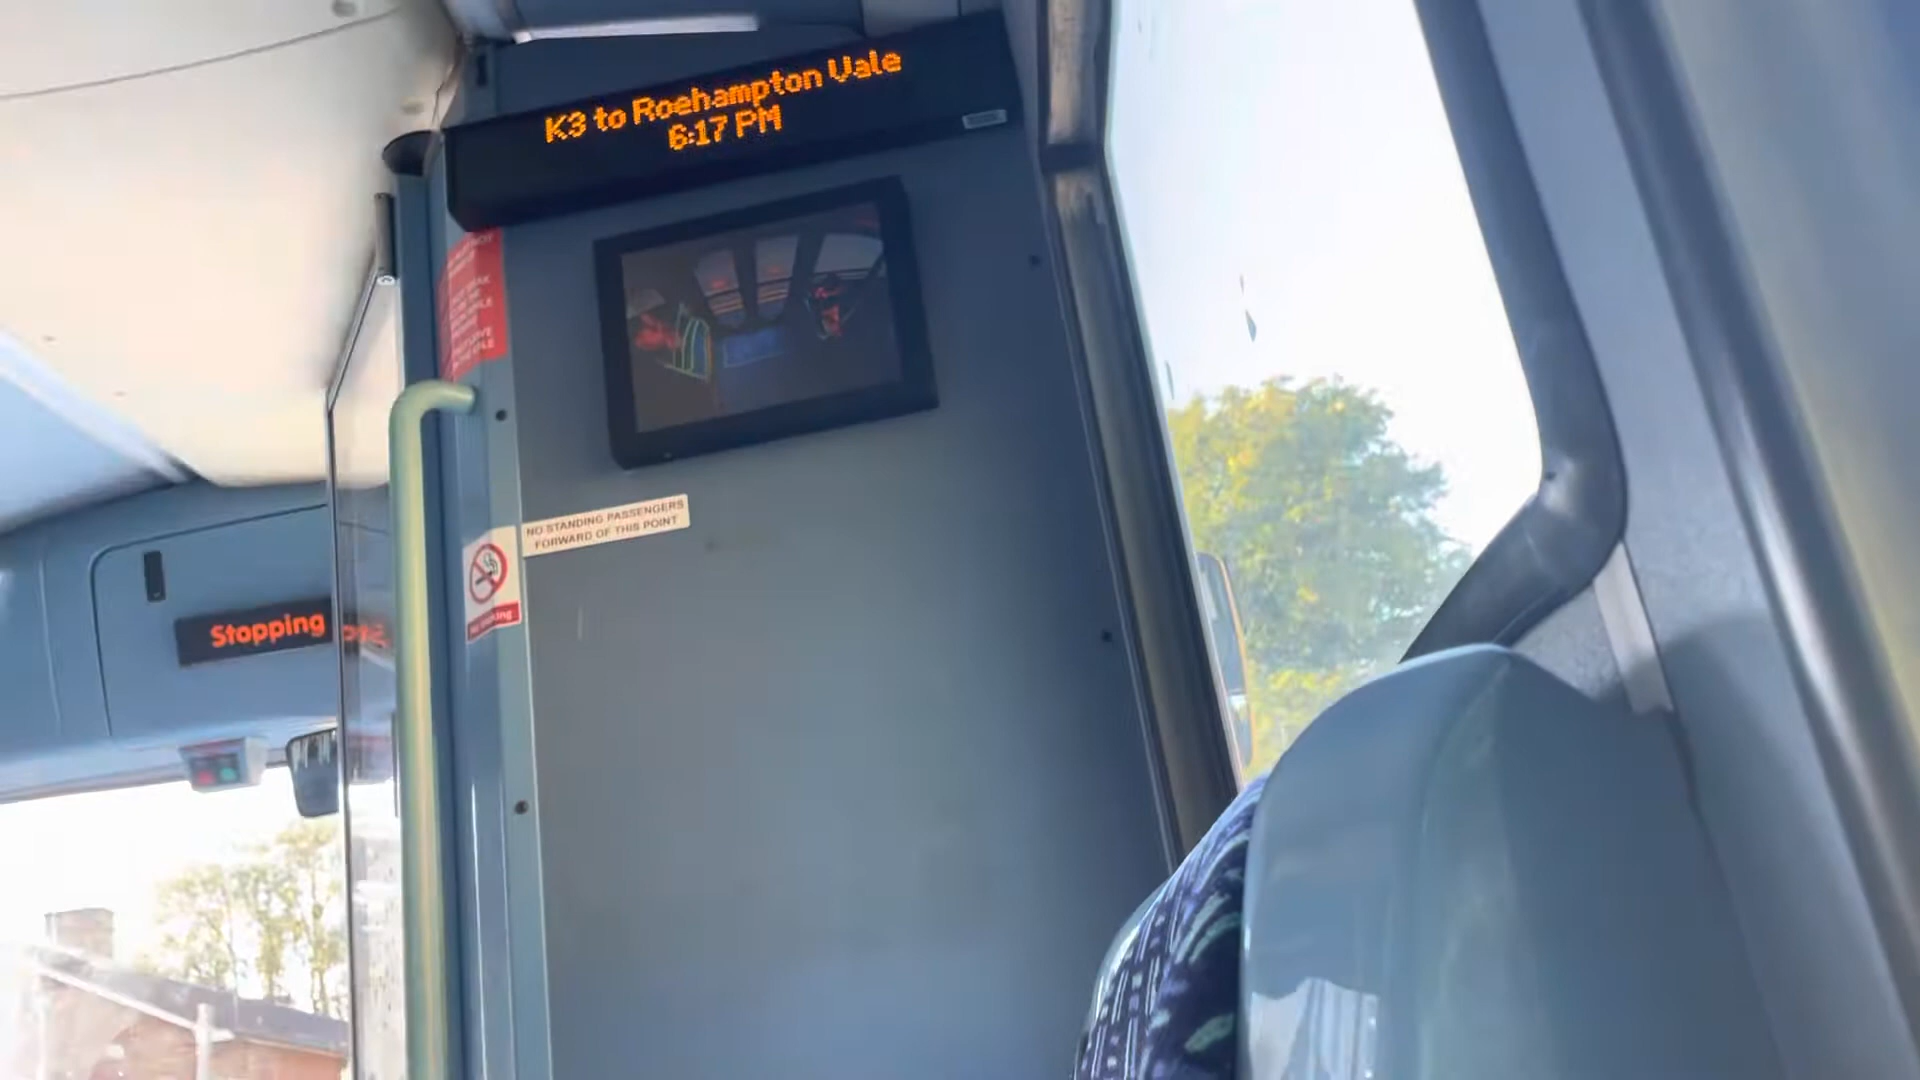 K3 to Roehampton Vale
6:17 PM
NO STANDING PASSENGERS
FORWARD OF THIS POINT
Stopping